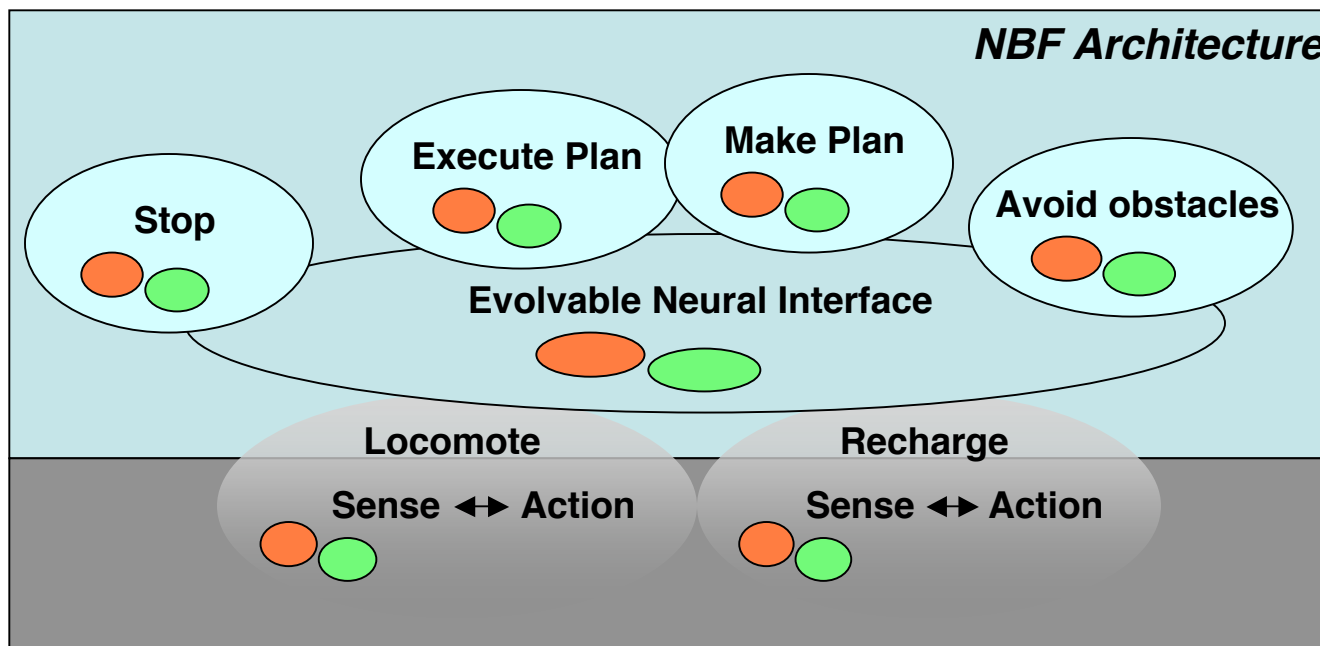 NBF Architecture
Stop
Execute Plan
Make Plan
Avoid obstacles
Evolvable Neural Interface
Locomote
Sense ↔ Action
Recharge
Sense ↔ Action